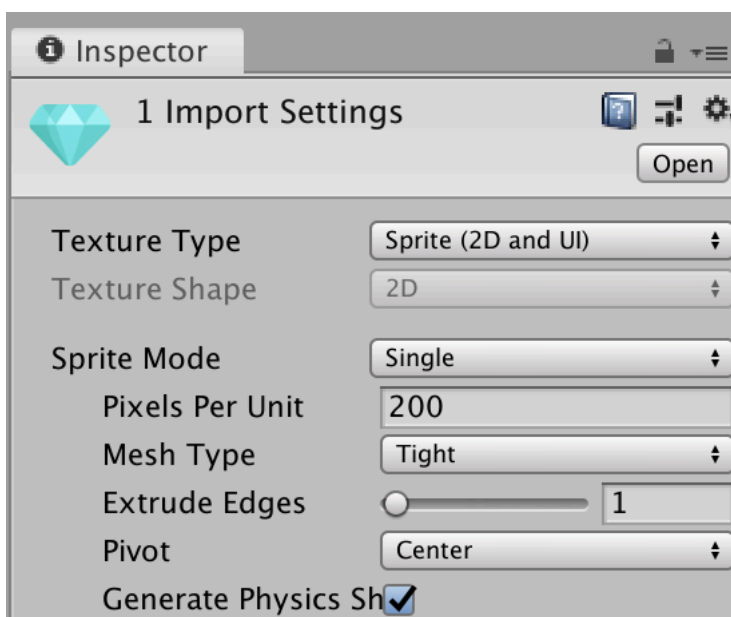 Inspector
1 Import Settings
Open
Texture Type Sprite (2D and UI)
Texture Shape 2D
Sprite Mode Single
Pixels Per Unit 200
Mesh Type Tight
Extrude Edges 1
Pivot Center
Generate Physics Sh